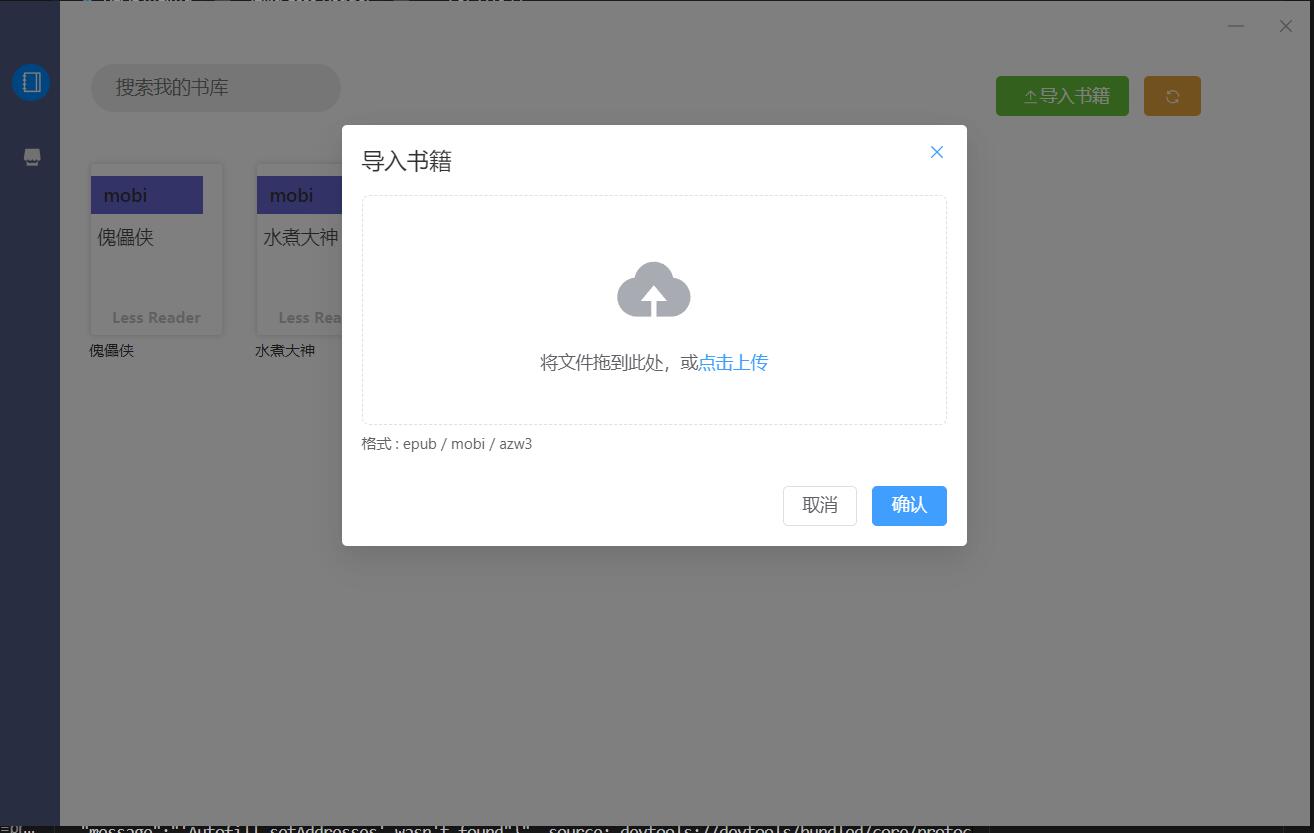 搜索我的书库
导入书籍
mobi
傀儡侠
Less Reader
傀儡侠
mobi
水煮大神
Less Rea
水煮大神
导入书籍
将文件拖到此处，或点击上传
格式 : epub / mobi / azw3
取消
确认
"message":"'Autofill.setAddresses' wasn't found"}", source: devtools://devtools/bundled/core/protoc